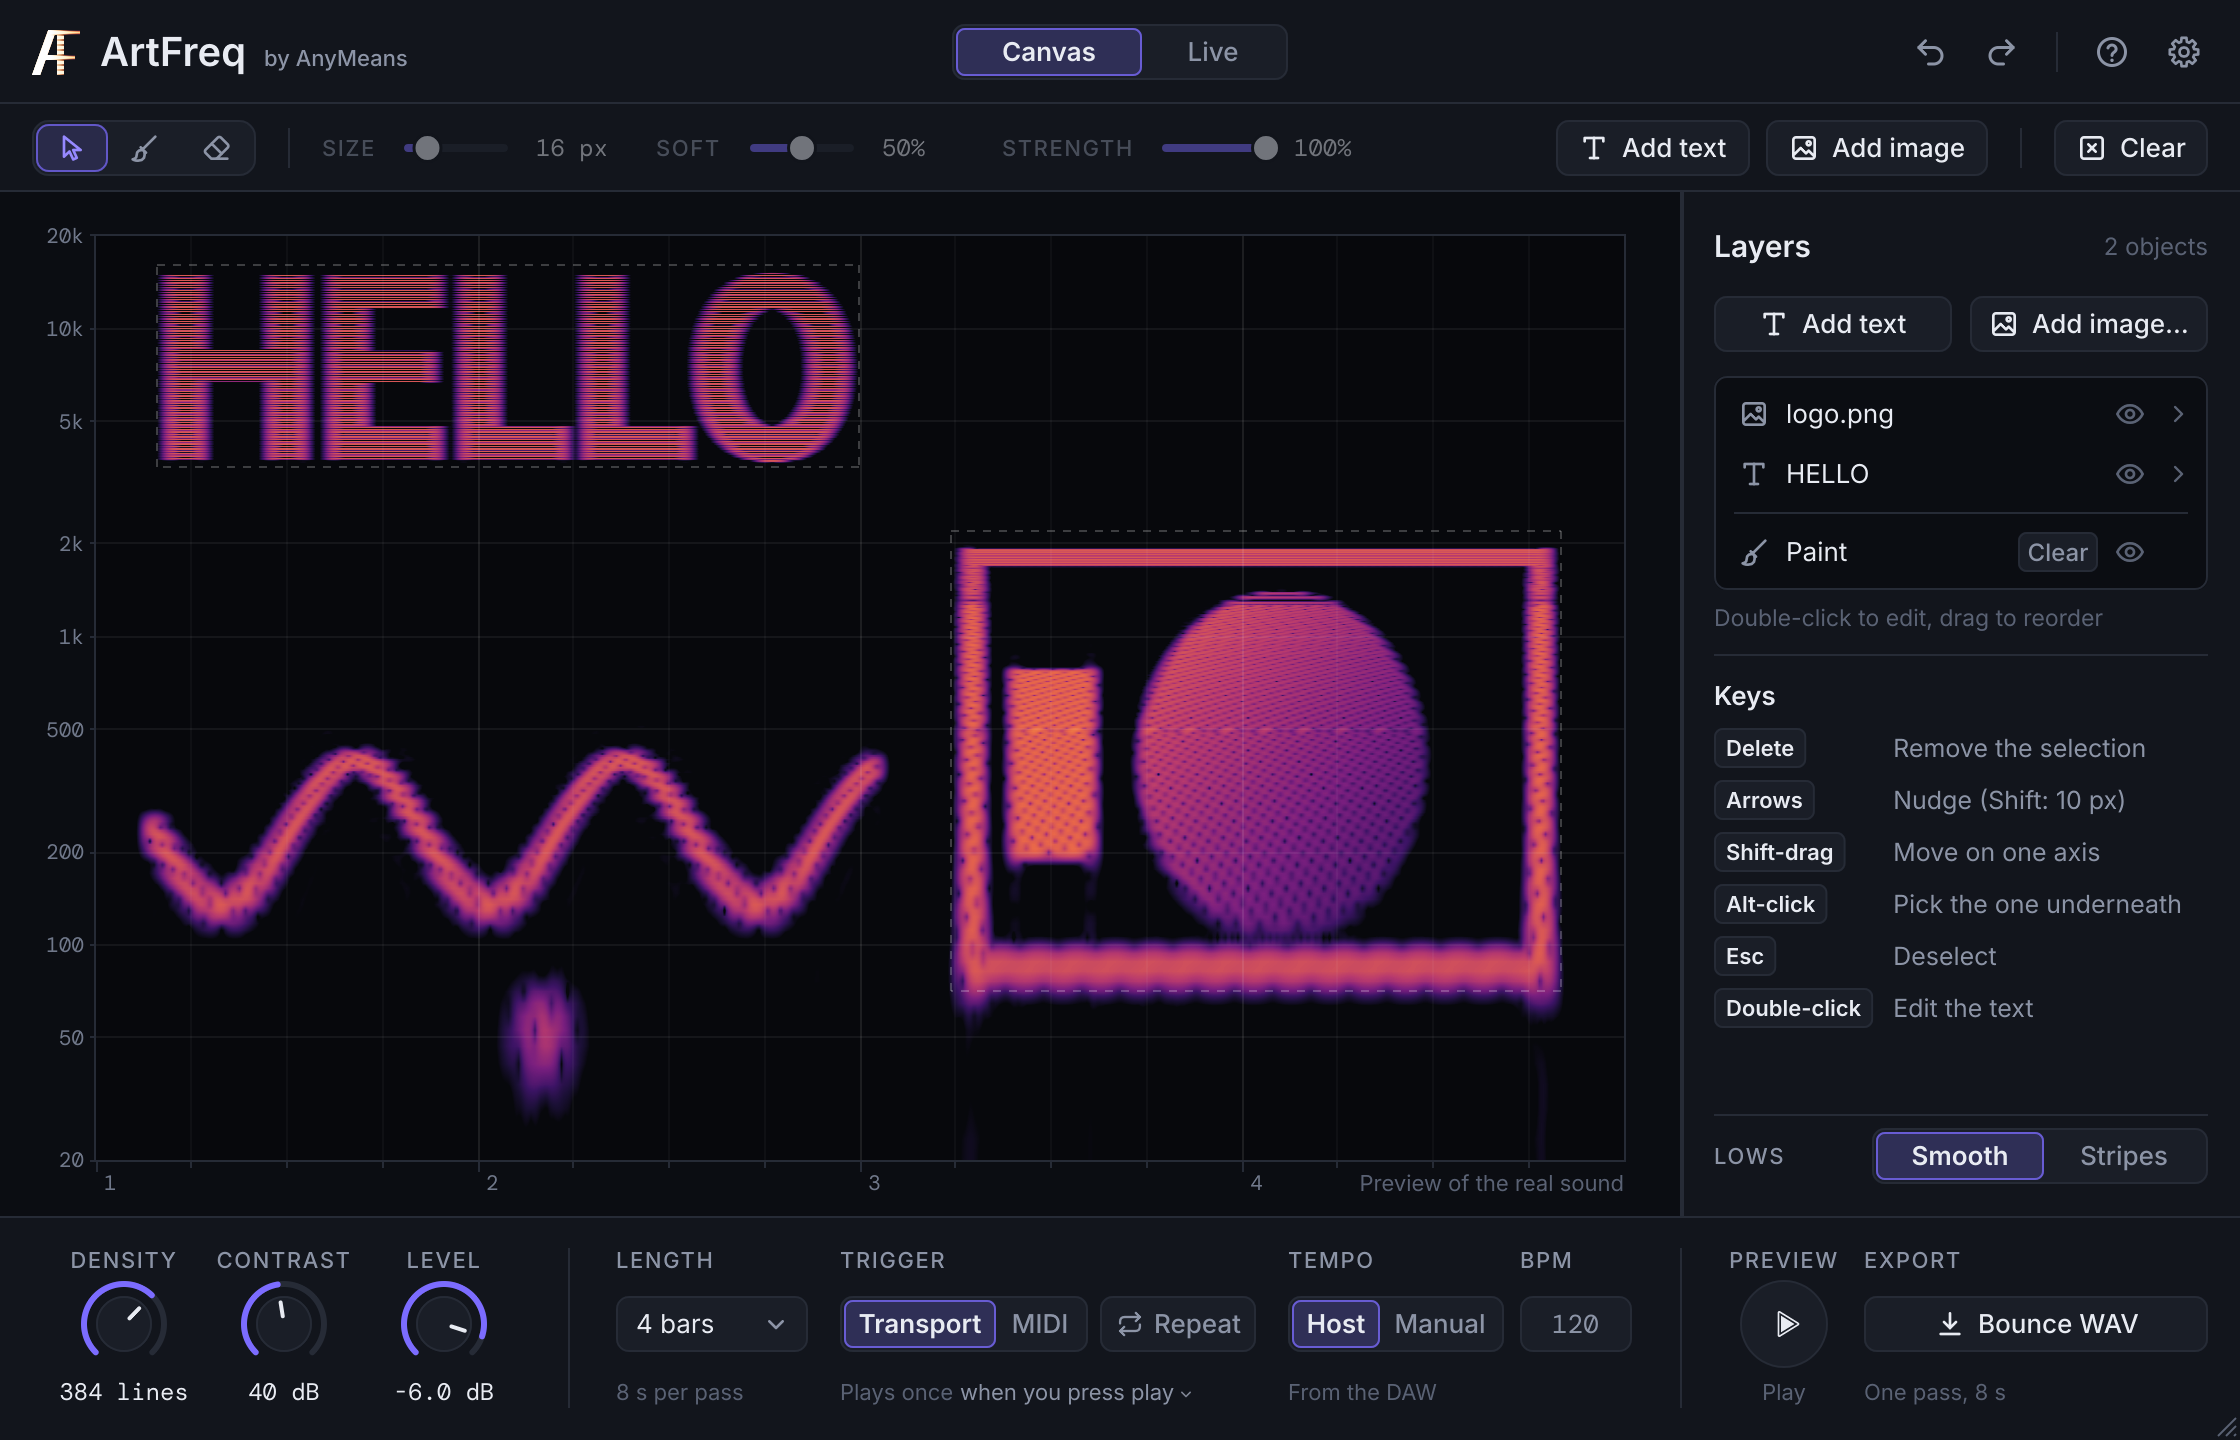 ArtFreq by AnyMeans
Canvas Live
SIZE 16 px SOFT 50% STRENGTH 100%
Add text Add image Clear
20k
10k
5k
2k
1k
500
200
100
50
20
HELLO
1 2 3 4 Preview of the real sound
Layers 2 objects
Add text Add image...
logo.png
HELLO
Paint Clear
Double-click to edit, drag to reorder
Keys
Delete Remove the selection
Arrows Nudge (Shift: 10 px)
Shift-drag Move on one axis
Alt-click Pick the one underneath
Esc Deselect
Double-click Edit the text
LOWS Smooth Stripes
DENSITY CONTRAST LEVEL LENGTH TRIGGER TEMPO BPM PREVIEW EXPORT
4 bars Transport MIDI Repeat Host Manual 120 Bounce WAV
384 lines 40 dB -6.0 dB 8 s per pass Plays once when you press play From the DAW Play One pass, 8 s